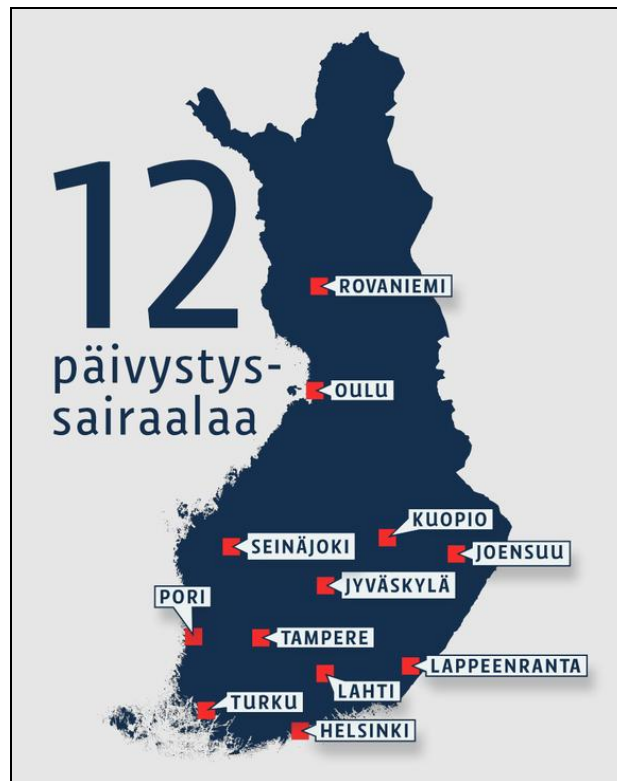 12
päivystys-
sairaalaa
ROVANIEMI
OULU
KUOPIO
SEINÄJOKI
JOENSUU
JYVÄSKYLÄ
PORI
TAMPERE
LAPPEENRANTA
LAHTI
TURKU
HELSINKI